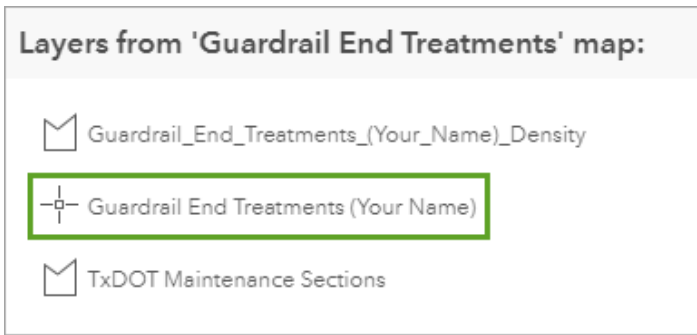 Layers from 'Guardrail End Treatments' map:
Guardrail_End_Treatments_(Your_Name)_Density
Guardrail End Treatments (Your Name)
TxDOT Maintenance Sections